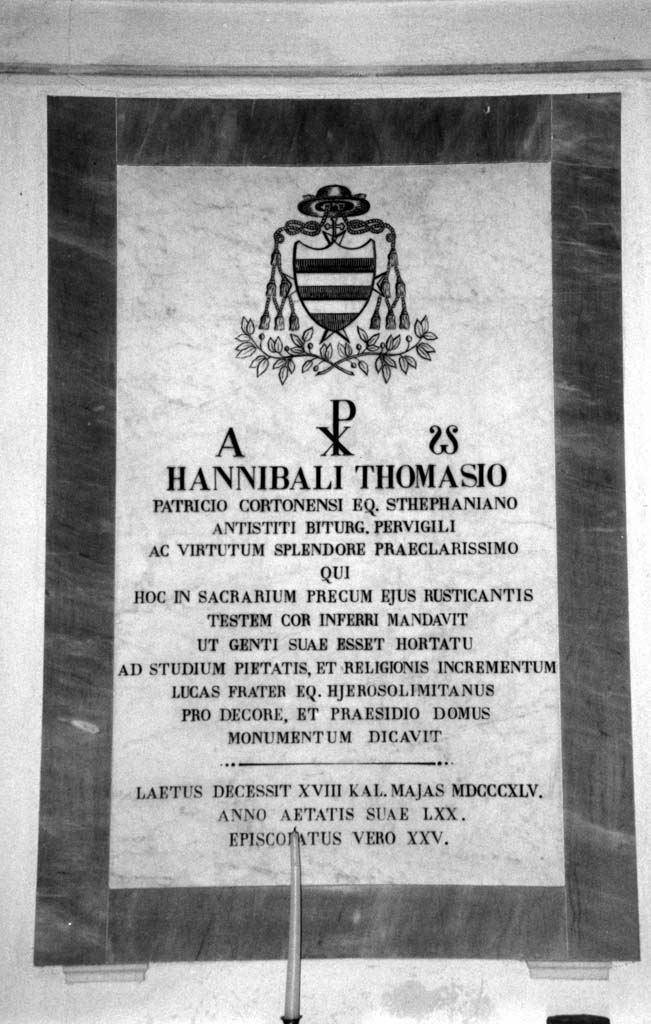 Α ☧ ω
HANNIBALI THOMASIO
PATRICIO CORTONENSI EQ. STHEPHANIANO
ANTISTITI BITURG. PERVIGILI
AC VIRTUTUM SPLENDORE PRAECLARISSIMO
QUI
HOC IN SACRARIUM PRECUM EJUS RUSTICANTIS
TESTEM COR INFERRI MANDAVIT
UT GENTI SUAE ESSET HORTATU
AD STUDIUM PIETATIS, ET RELIGIONIS INCREMENTUM
LUCAS FRATER EQ. HJEROSOLIMITANUS
PRO DECORE, ET PRAESIDIO DOMUS
MONUMENTUM DICAVIT
LAETUS DECESSIT XVIII KAL. MAJAS MDCCCXLV.
ANNO AETATIS SUAE LXX.
EPISCOPATUS VERO XXV.